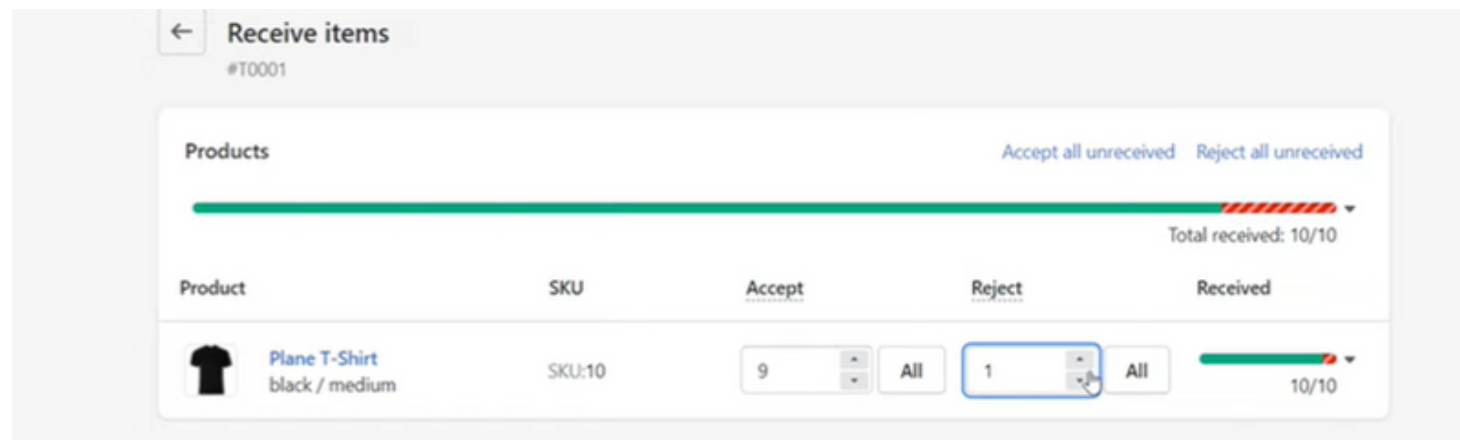 Receive items
#T0001
Products
Accept all unreceived Reject all unreceived
Total received: 10/10
Product SKU Accept Reject Received
Plane T-Shirt
black / medium
SKU:10
9 All 1 All
10/10